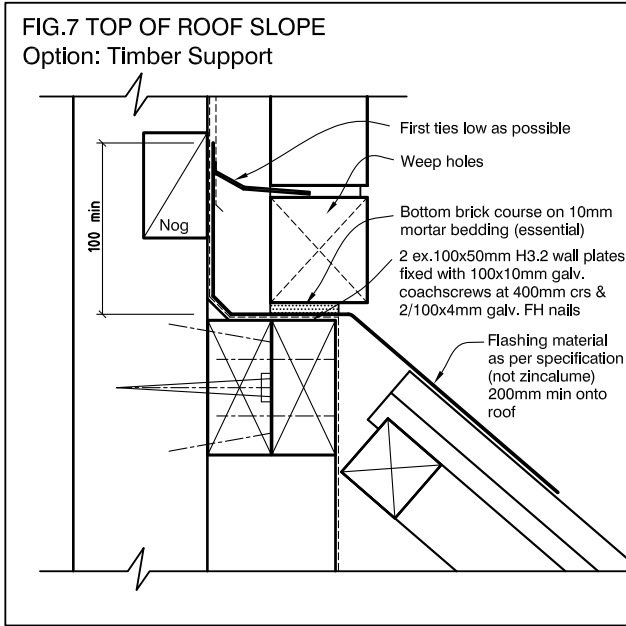 FIG.7 TOP OF ROOF SLOPE
Option: Timber Support
First ties low as possible
Weep holes
Nog
100 min
Bottom brick course on 10mm
mortar bedding (essential)
2 ex.100x50mm H3.2 wall plates
fixed with 100x10mm galv.
coachscrews at 400mm crs &
2/100x4mm galv. FH nails
Flashing material
as per specification
(not zincalume)
200mm min onto
roof